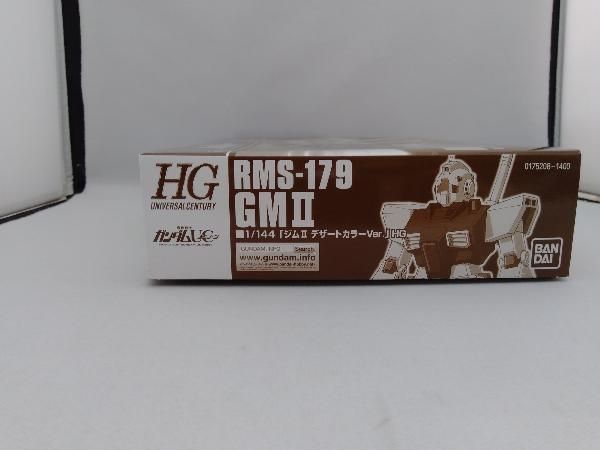 HG
UNIVERSAL CENTURY
機動戦士
ガンダムUC
RMS-179
GMII
■1/144「ジムII デザートカラーVer.」HG
GUNDAM.INFO
Search
www.gundam.info
0175208-1400
BAN
DAI